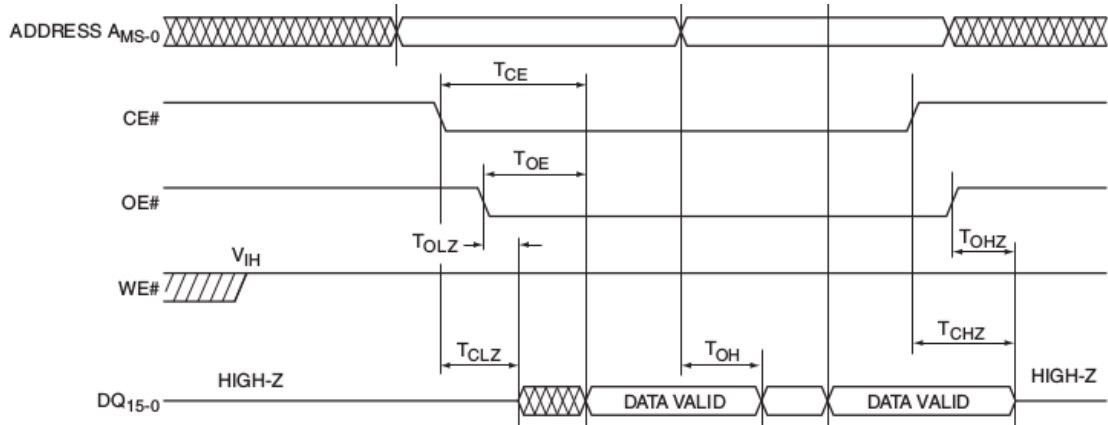 ADDRESS AMS-0
TCE
CE#
TOE
OE#
TOLZ
TOHZ
VIH
WE#
TCLZ
TOH
TCHZ
HIGH-Z
HIGH-Z
DQ15-0
DATA VALID
DATA VALID